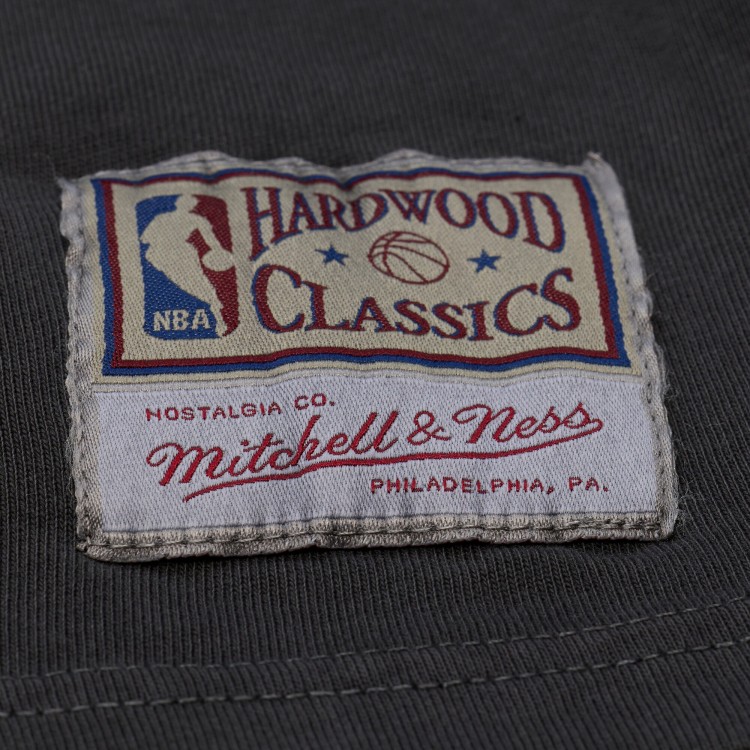 HARDWOOD
CLASSICS
NBA
NOSTALGIA CO.
Mitchell & Ness
PHILADELPHIA, PA.